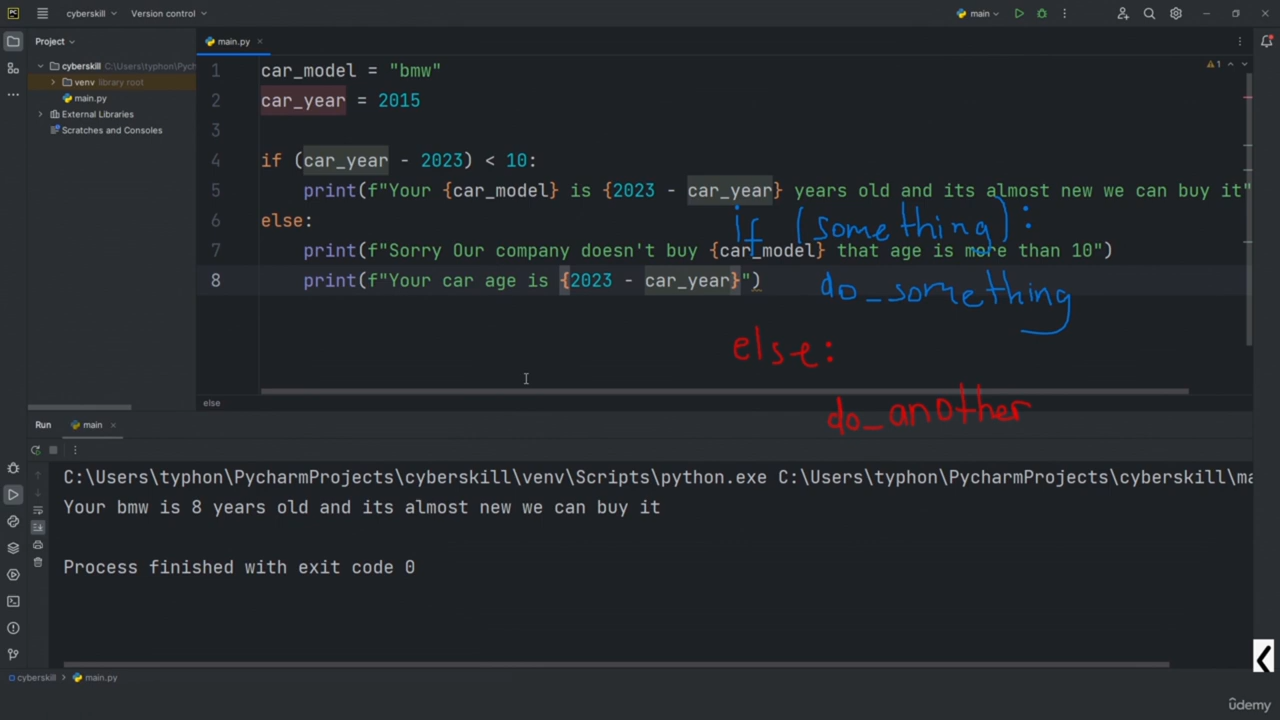 PC cyberskill Version control main
Project main.py
cyberskill C:\Users\typhon\Pych
venv library root
main.py
External Libraries
Scratches and Consoles
1 car_model = "bmw"
2 car_year = 2015
3
4 if (car_year - 2023) < 10:
5 print(f"Your {car_model} is {2023 - car_year} years old and its almost new we can buy it"
6 else:
7 print(f"Sorry Our company doesn't buy {car_model} that age is more than 10")
8 print(f"Your car age is {2023 - car_year}")
1
if (something):
do_something
else:
do_another
else
Run main
C:\Users\typhon\PycharmProjects\cyberskill\venv\Scripts\python.exe C:\Users\typhon\PycharmProjects\cyberskill\ma
Your bmw is 8 years old and its almost new we can buy it
Process finished with exit code 0
cyberskill > main.py
ûdemy